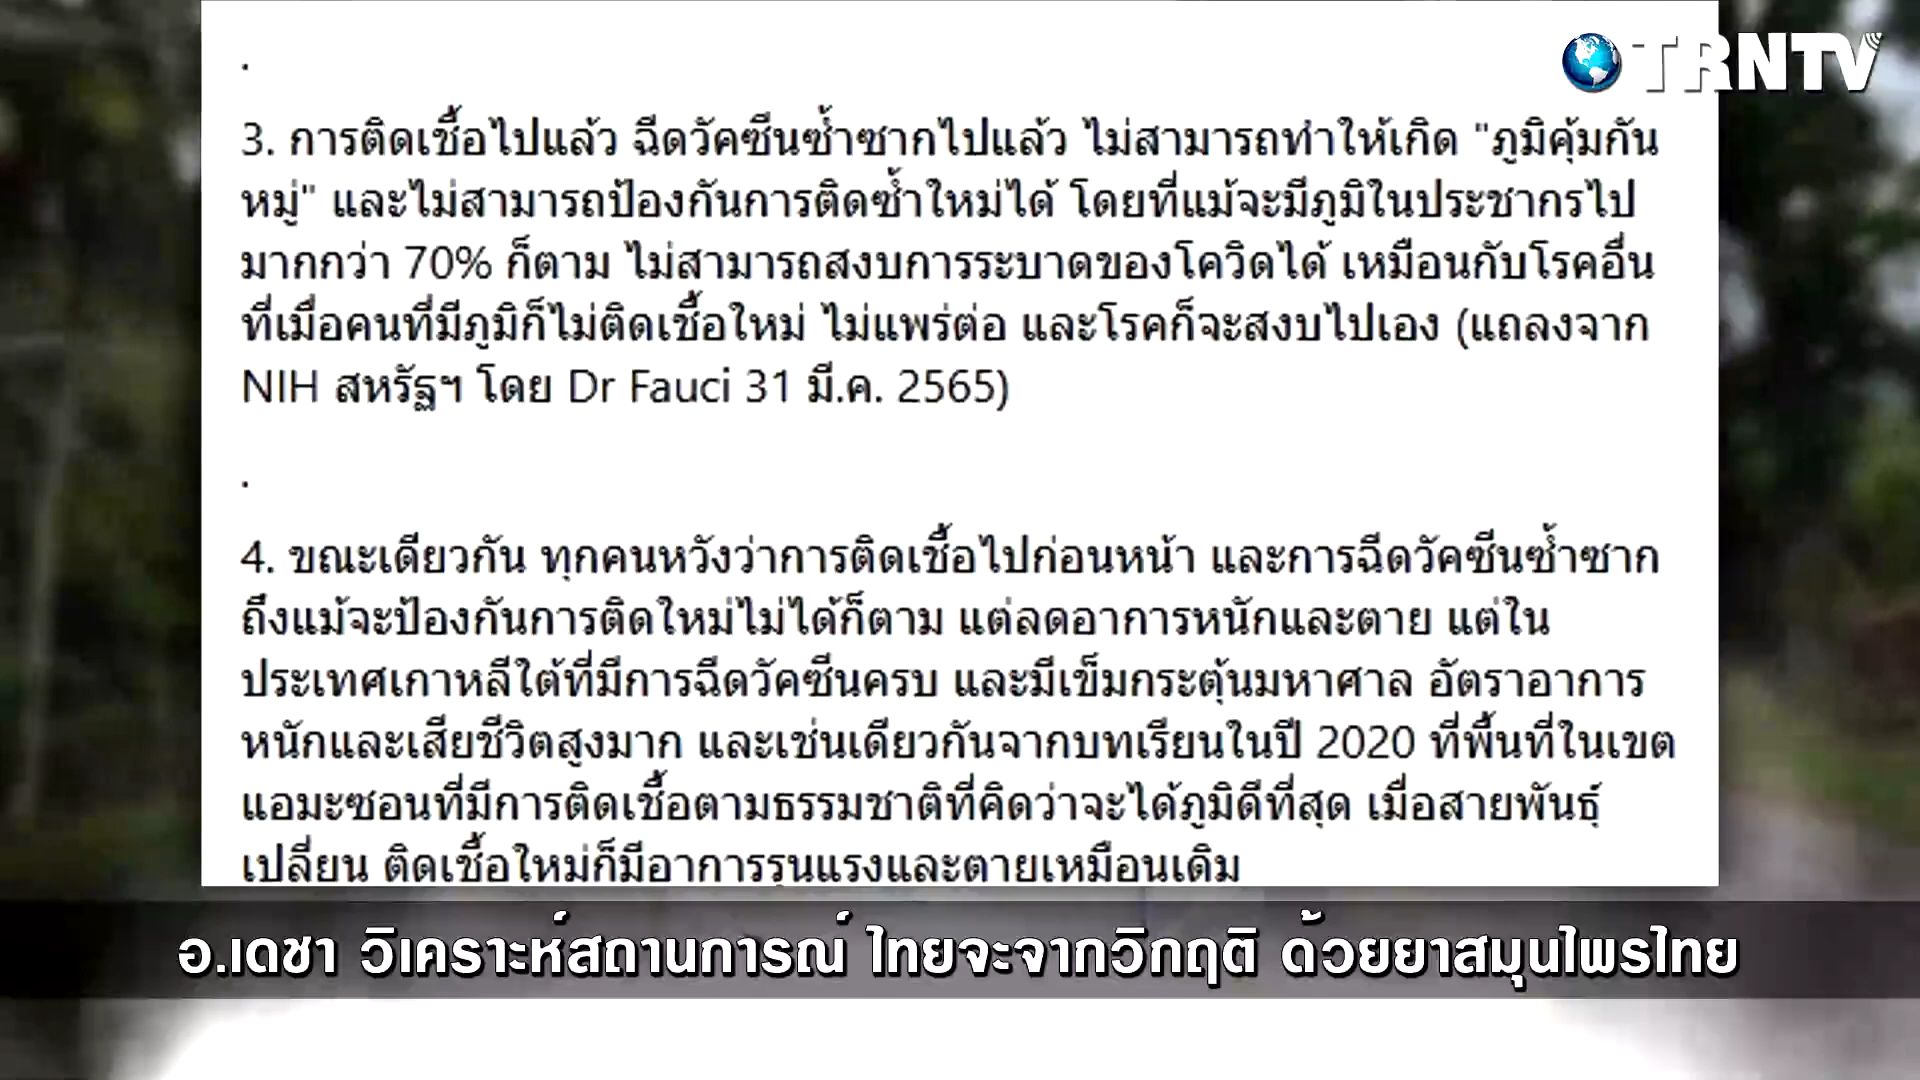 TRNTV
.
3. การติดเชื้อไปแล้ว ฉีดวัคซีนซ้ำซากไปแล้ว ไม่สามารถทำให้เกิด "ภูมิคุ้มกัน
หมู่" และไม่สามารถป้องกันการติดซ้ำใหม่ได้ โดยที่แม้จะมีภูมิในประชากรไป
มากกว่า 70% ก็ตาม ไม่สามารถสงบการระบาดของโควิดได้ เหมือนกับโรคอื่น
ที่เมื่อคนที่มีภูมิก็ไม่ติดเชื้อใหม่ ไม่แพร่ต่อ และโรคก็จะสงบไปเอง (แถลงจาก
NIH สหรัฐฯ โดย Dr Fauci 31 มี.ค. 2565)
.
4. ขณะเดียวกัน ทุกคนหวังว่าการติดเชื้อไปก่อนหน้า และการฉีดวัคซีนซ้ำซาก
ถึงแม้จะป้องกันการติดใหม่ไม่ได้ก็ตาม แต่ลดอาการหนักและตาย แต่ใน
ประเทศเกาหลีใต้ที่มีการฉีดวัคซีนครบ และมีเข็มกระตุ้นมหาศาล อัตราอาการ
หนักและเสียชีวิตสูงมาก และเช่นเดียวกันจากบทเรียนในปี 2020 ที่พื้นที่ในเขต
แอมะซอนที่มีการติดเชื้อตามธรรมชาติที่คิดว่าจะได้ภูมิดีที่สุด เมื่อสายพันธุ์
เปลี่ยน ติดเชื้อใหม่ก็มีอาการรุนแรงและตายเหมือนเดิม
อ.เดชา วิเคราะห์สถานการณ์ ไทยจะจากวิกฤติ ด้วยยาสมุนไพรไทย